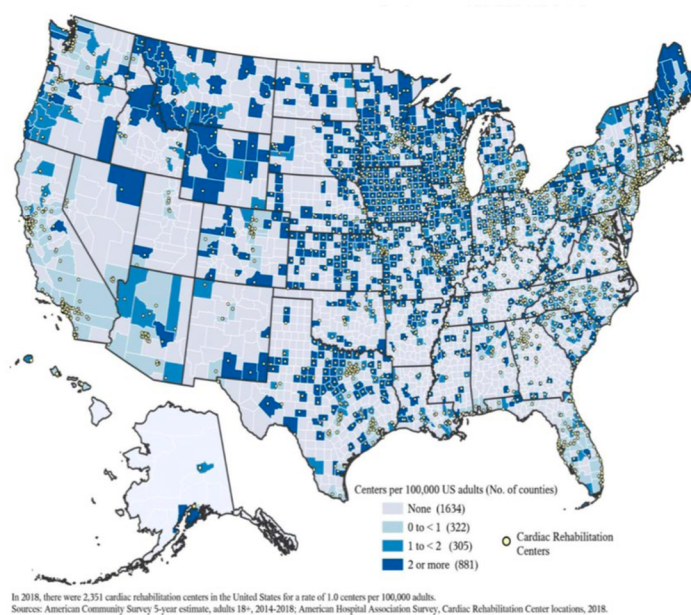 Centers per 100,000 US adults (No. of counties)
None (1634)
0 to < 1 (322)
1 to < 2 (305)
2 or more (881)
Cardiac Rehabilitation
Centers
In 2018, there were 2,351 cardiac rehabilitation centers in the United States for a rate of 1.0 centers per 100,000 adults.
Sources: American Community Survey 5-year estimate, adults 18+, 2014-2018; American Hospital Association Survey, Cardiac Rehabilitation Center locations, 2018.